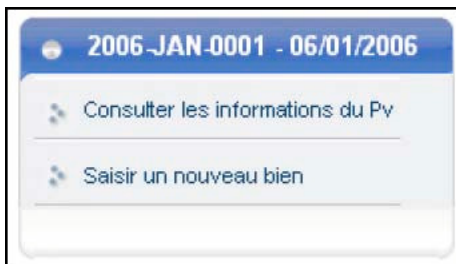 2006-JAN-0001 - 06/01/2006
Consulter les informations du Pv
Saisir un nouveau bien